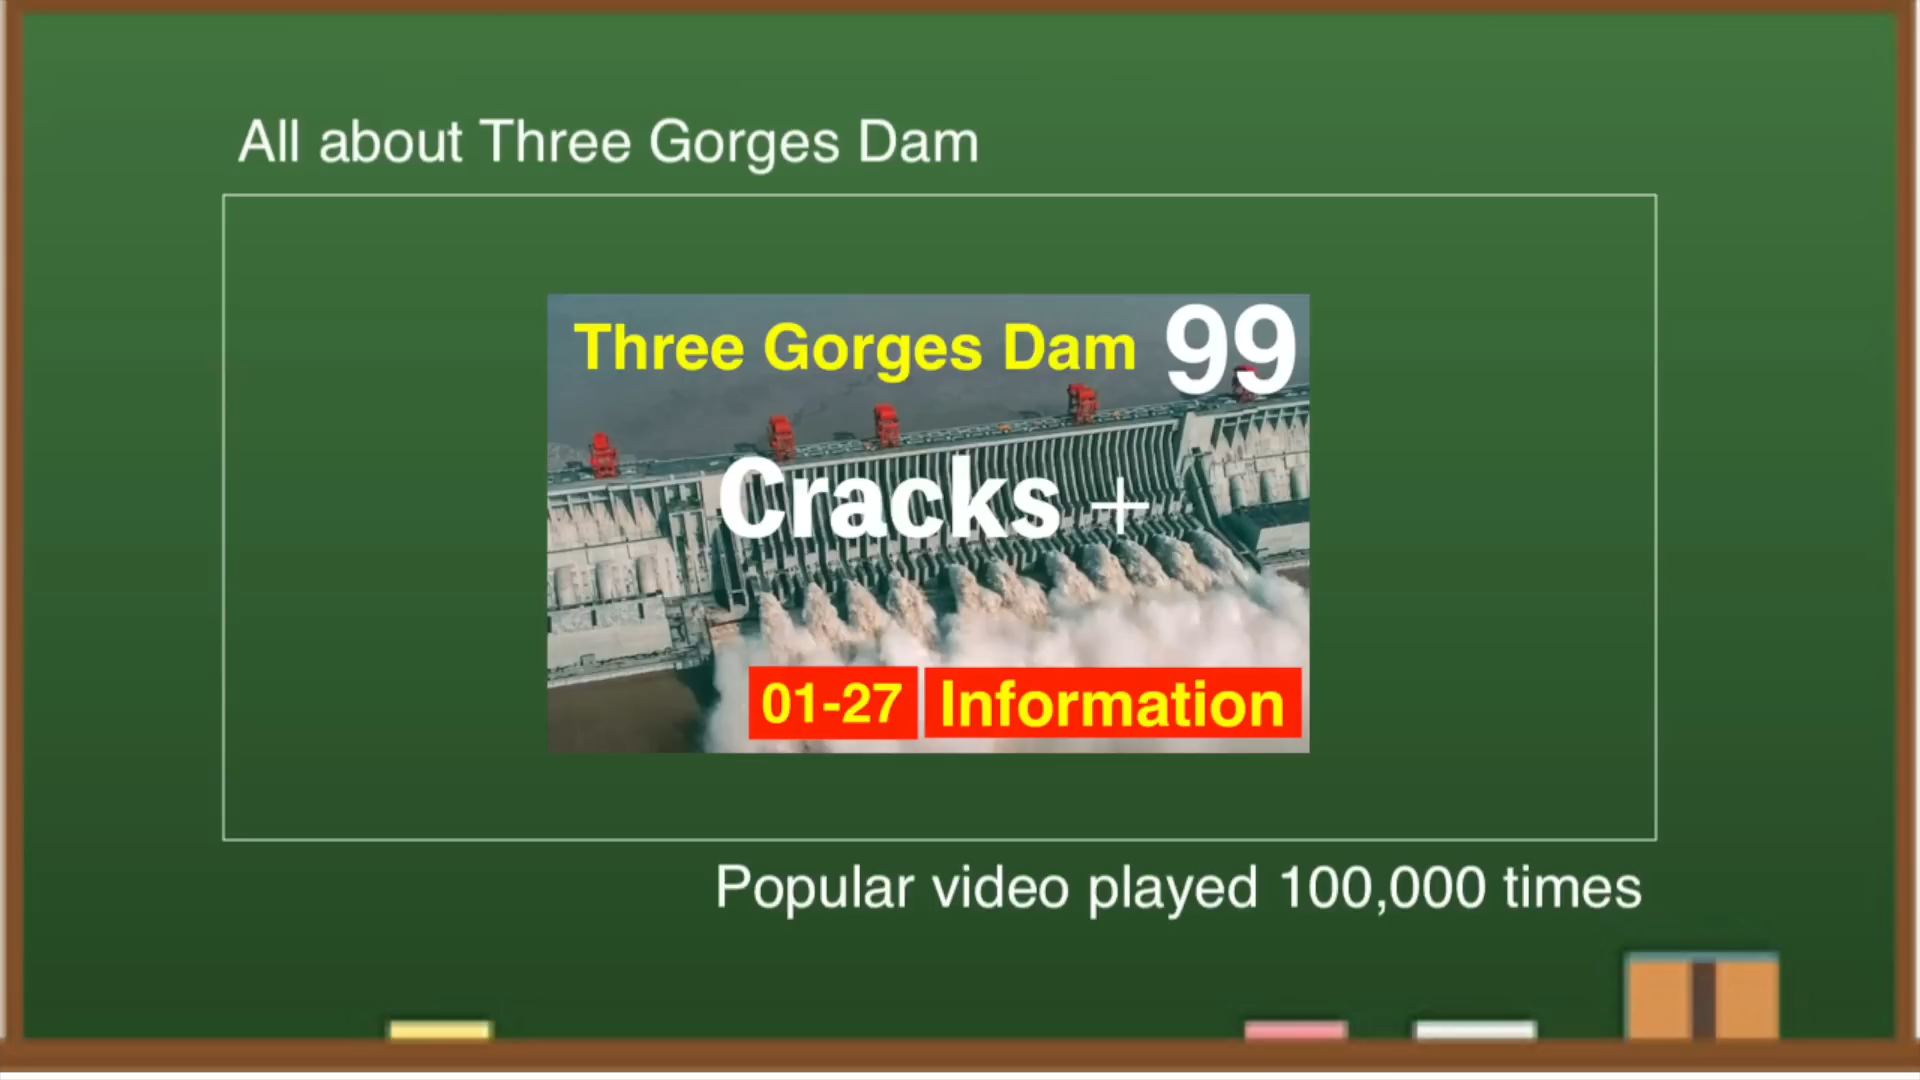 All about Three Gorges Dam
Three Gorges Dam 99
Cracks +
01-27 Information
Popular video played 100,000 times